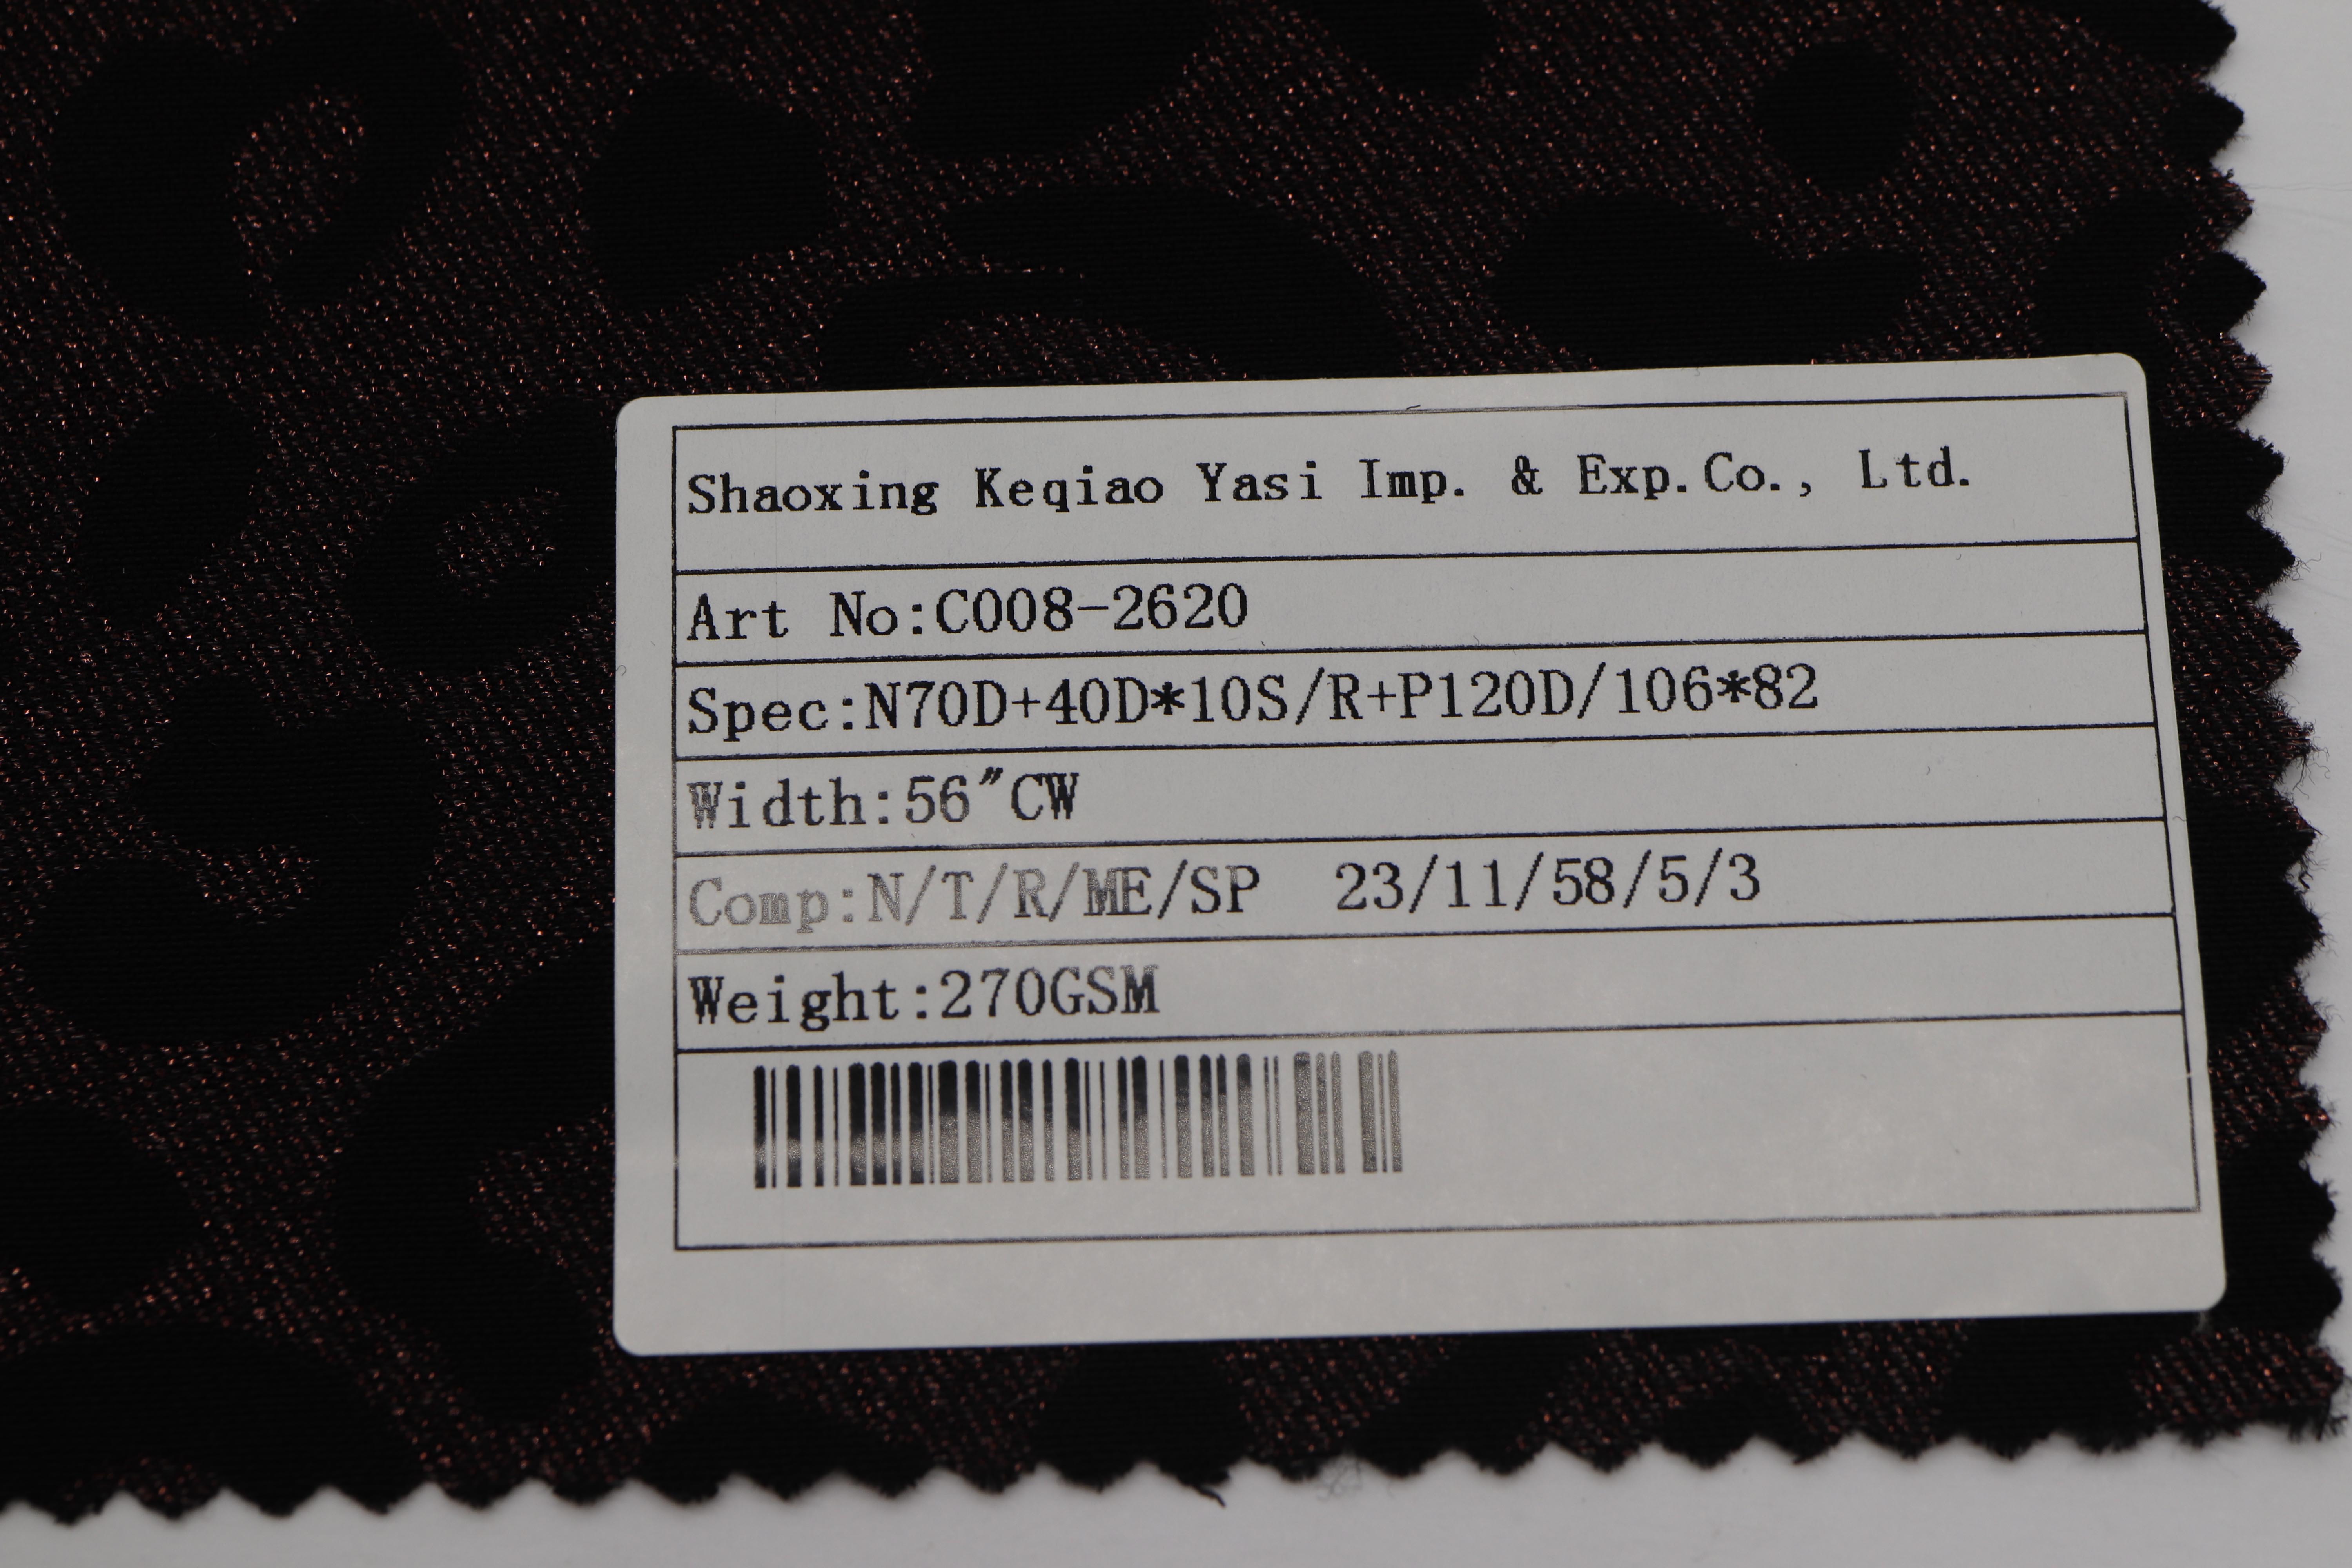 Shaoxing Keqiao Yasi Imp. & Exp.Co., Ltd.
Art No:C008-2620
Spec:N70D+40D*10S/R+P120D/106*82
Width:56″CW
Comp:N/T/R/ME/SP 23/11/58/5/3
Weight:270GSM